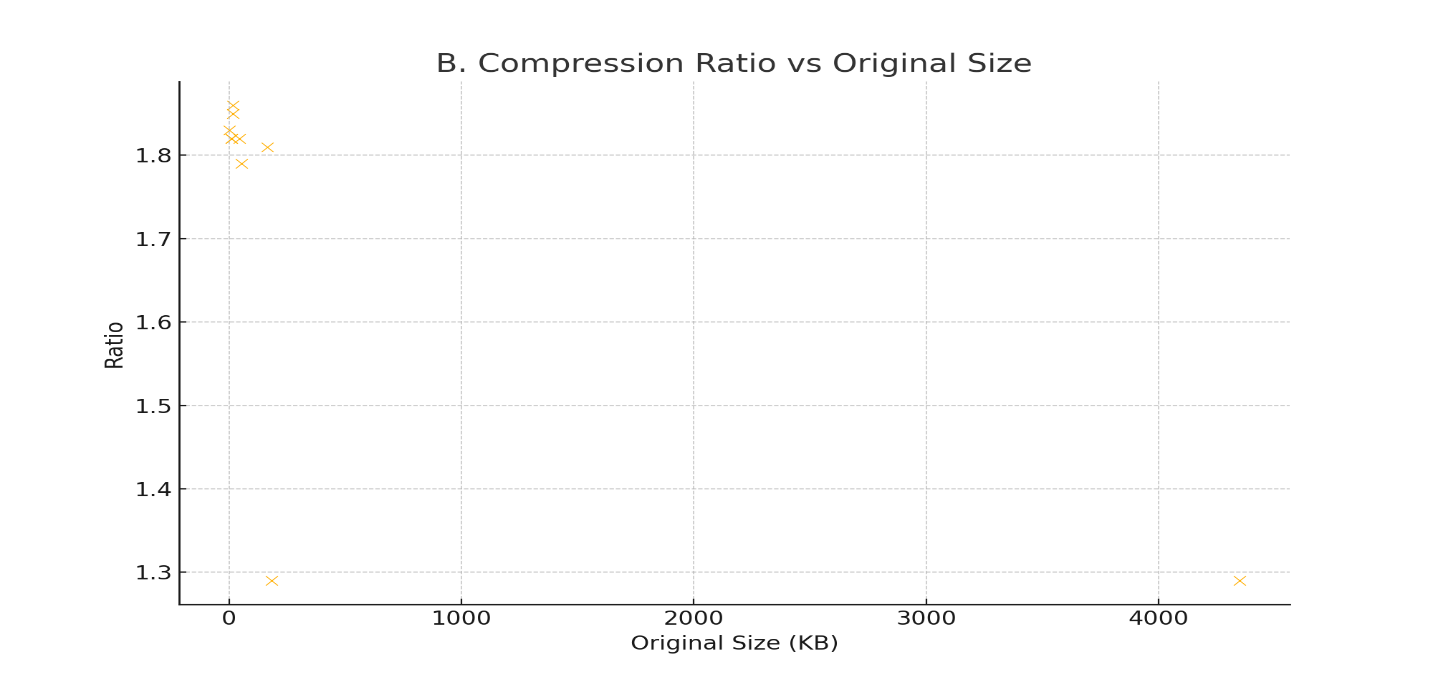 B. Compression Ratio vs Original Size
1.8
1.7
1.6
1.5
1.4
1.3
Ratio
0 1000 2000 3000 4000
Original Size (KB)